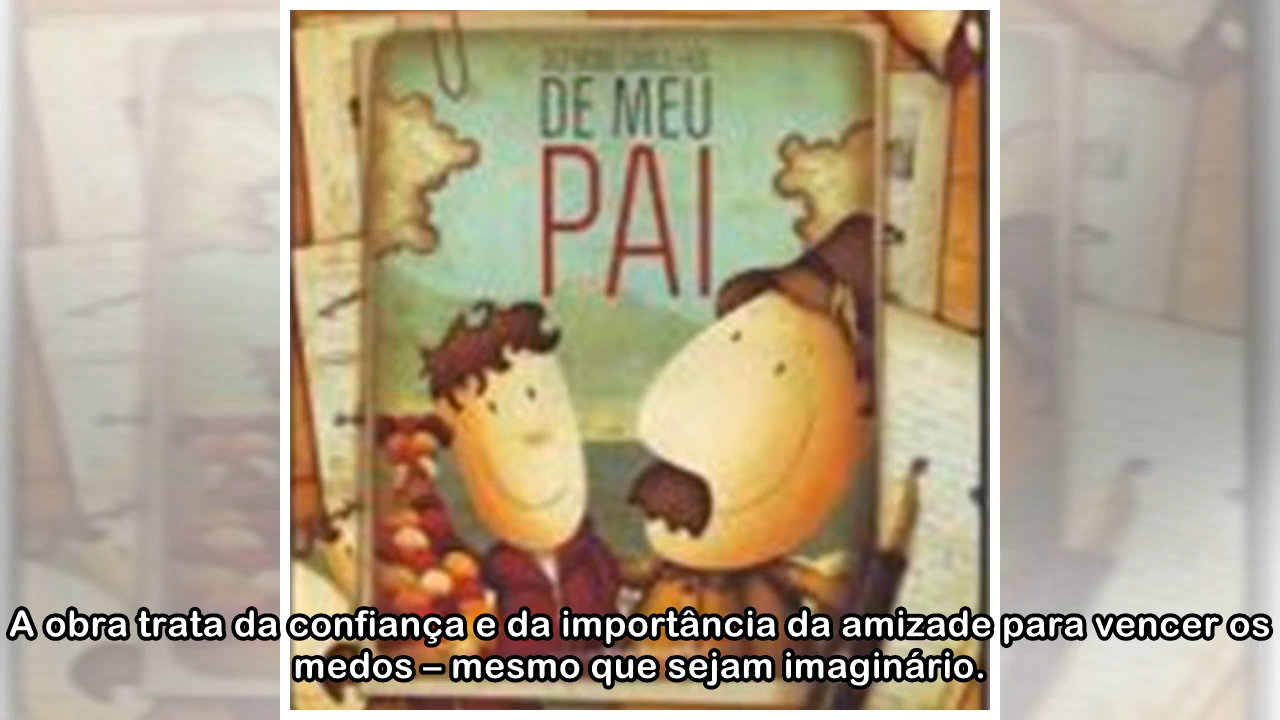 DE MEU
PAI
A obra trata da confiança e da importância da amizade para vencer os
medos – mesmo que sejam imaginário.